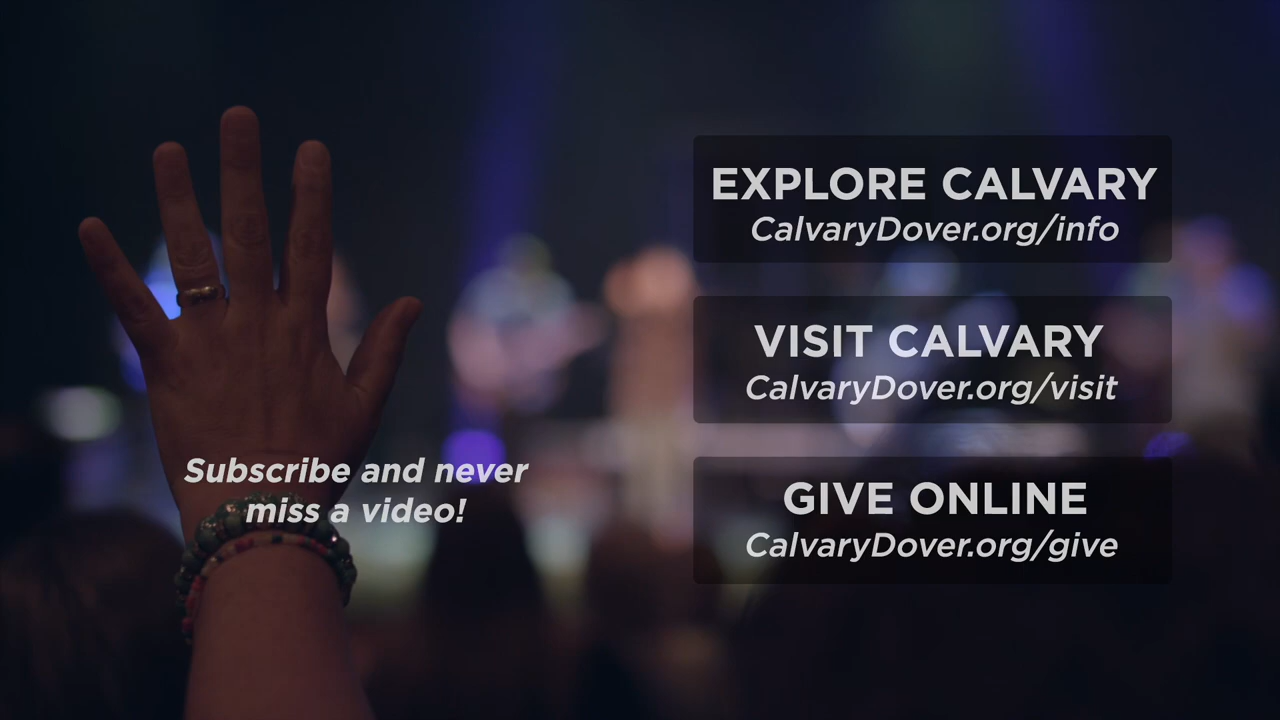 Subscribe and never
miss a video!
EXPLORE CALVARY
CalvaryDover.org/info
VISIT CALVARY
CalvaryDover.org/visit
GIVE ONLINE
CalvaryDover.org/give